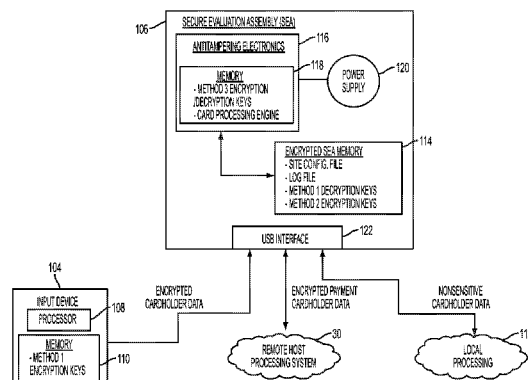 106
SECURE EVALUATION ASSEMBLY (SEA)
ANTITAMPERING ELECTRONICS
116
118
MEMORY
- METHOD 3 ENCRYPTION
/DECRYPTION KEYS
- CARD PROCESSING ENGINE
POWER
SUPPLY
120
114
ENCRYPTED SEA MEMORY
- SITE CONFIG. FILE
- LOG FILE
- METHOD 1 DECRYPTION KEYS
- METHOD 2 ENCRYPTION KEYS
USB INTERFACE
122
104
INPUT DEVICE
108
PROCESSOR
MEMORY
- METHOD 1
ENCRYPTION KEYS
110
ENCRYPTED
CARDHOLDER
DATA
ENCRYPTED PAYMENT
CARDHOLDER DATA
NONSENSITIVE
CARDHOLDER DATA
30
REMOTE HOST
PROCESSING SYSTEM
LOCAL
PROCESSING